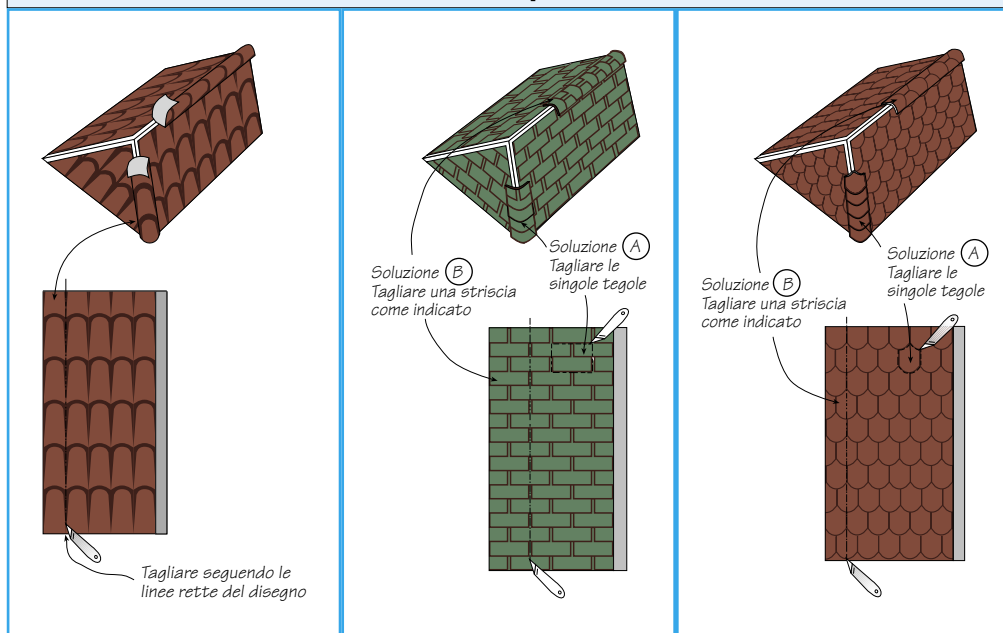 Tagliare seguendo le
linee rette del disegno
Soluzione B
Tagliare una striscia
come indicato
Soluzione A
Tagliare le
singole tegole
Soluzione B
Tagliare una striscia
come indicato
Soluzione A
Tagliare le
singole tegole